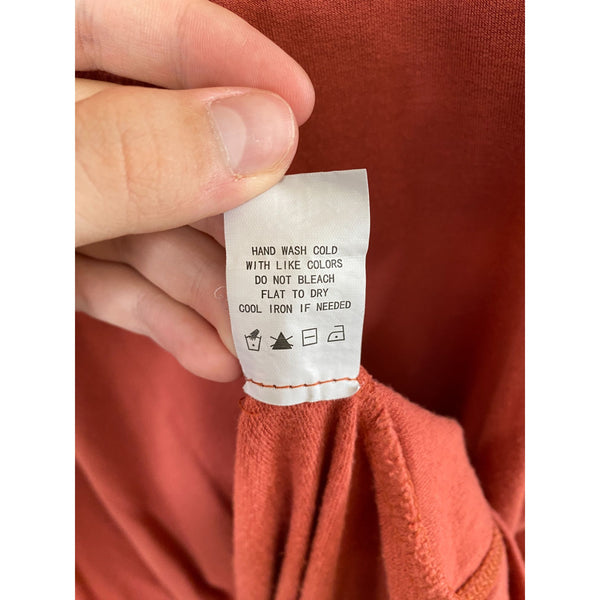 HAND WASH COLD
WITH LIKE COLORS
DO NOT BLEACH
FLAT TO DRY
COOL IRON IF NEEDED